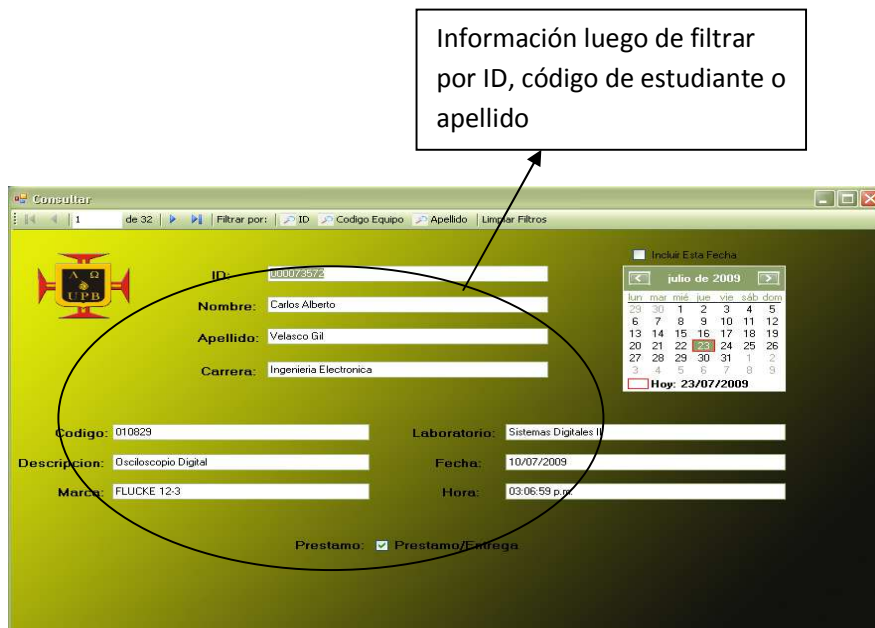 Información luego de filtrar
por ID, código de estudiante o
apellido
Consultar
1 de 32 Filtrar por: ID Codigo Equipo Apellido Limpiar Filtros
Incluir Esta Fecha
julio de 2009
lun mar mié jue vie sáb dom
29 30 1 2 3 4 5
6 7 8 9 10 11 12
13 14 15 16 17 18 19
20 21 22 23 24 25 26
27 28 29 30 31 1 2
3 4 5 6 7 8 9
Hoy: 23/07/2009
Α Ω
UPB
ID: 000073572
Nombre: Carlos Alberto
Apellido: Velasco Gil
Carrera: Ingenieria Electronica
Codigo: 010829 Laboratorio: Sistemas Digitales II
Descripcion: Osciloscopio Digital Fecha: 10/07/2009
Marca: FLUCKE 12-3 Hora: 03:06:59 p.m.
Prestamo: Prestamo/Entrega